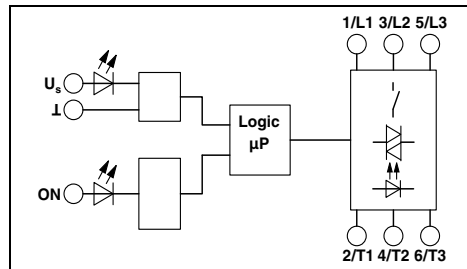 1/L1 3/L2 5/L3
Us
⊥
Logic
µP
ON
2/T1 4/T2 6/T3